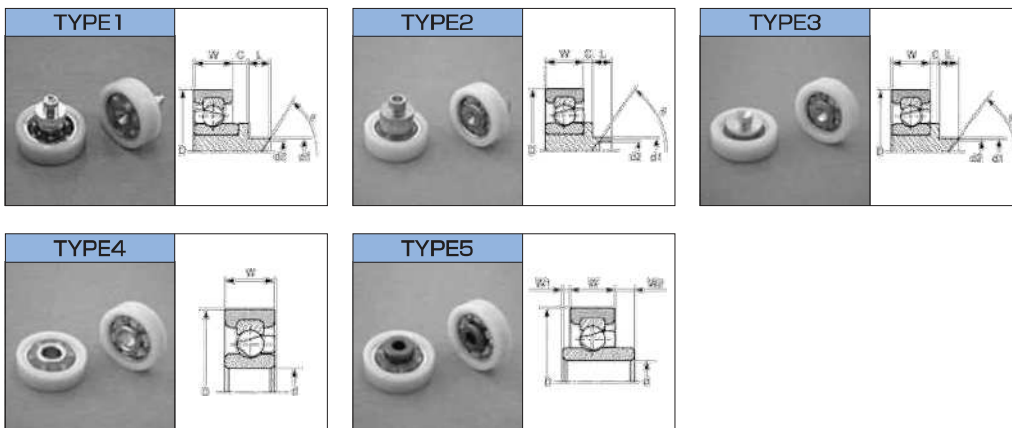 TYPE1
TYPE2
TYPE3
W C L
W C L
W C L
D d2 d1
D d2 d1
D d2 d1
TYPE4
TYPE5
W
W1 W W2
D d
D d